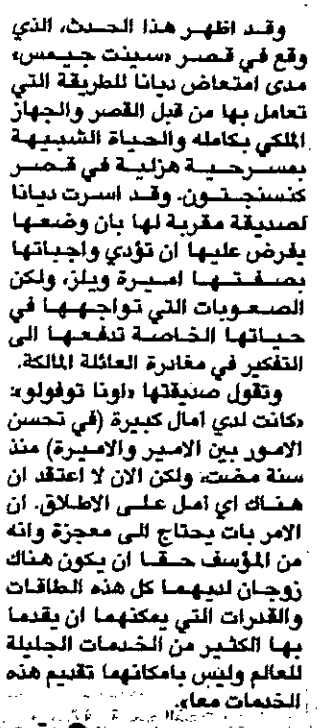 وقد اظهر هذا الحدث، الذي
وقع في قصر «سينت جيمس»
مدى امتعاض ديانا للطريقة التي
تعامل بها من قبل القصر والجهاز
الملكي بكامله والحياة الشبيهة
بمسرحية هزلية في قصر
كنسنجتون. وقد اسرت ديانا
لصديقة مقربة لها بان وضعها
يفرض عليها ان تؤدي واجباتها
بصفتها اميرة ويلز، ولكن
الصعوبات التي تواجهها في
حياتها الخاصة تدفعها الى
التفكير في مغادرة العائلة المالكة.
وتقول صديقتها «اونا توفولو»:
«كانت لدي آمال كبيرة (في تحسن
الامور بين الامير والاميرة) منذ
سنة مضت، ولكن الان لا اعتقد ان
هناك اي امل على الاطلاق. ان
الامر بات يحتاج الى معجزة وانه
من المؤسف حقا ان يكون هناك
زوجان لديهما كل هذه الطاقات
والقدرات التي يمكنهما ان يقدما
بها الكثير من الخدمات الجليلة
للعالم وليس بامكانهما تقديم هذه
الخدمات معا».